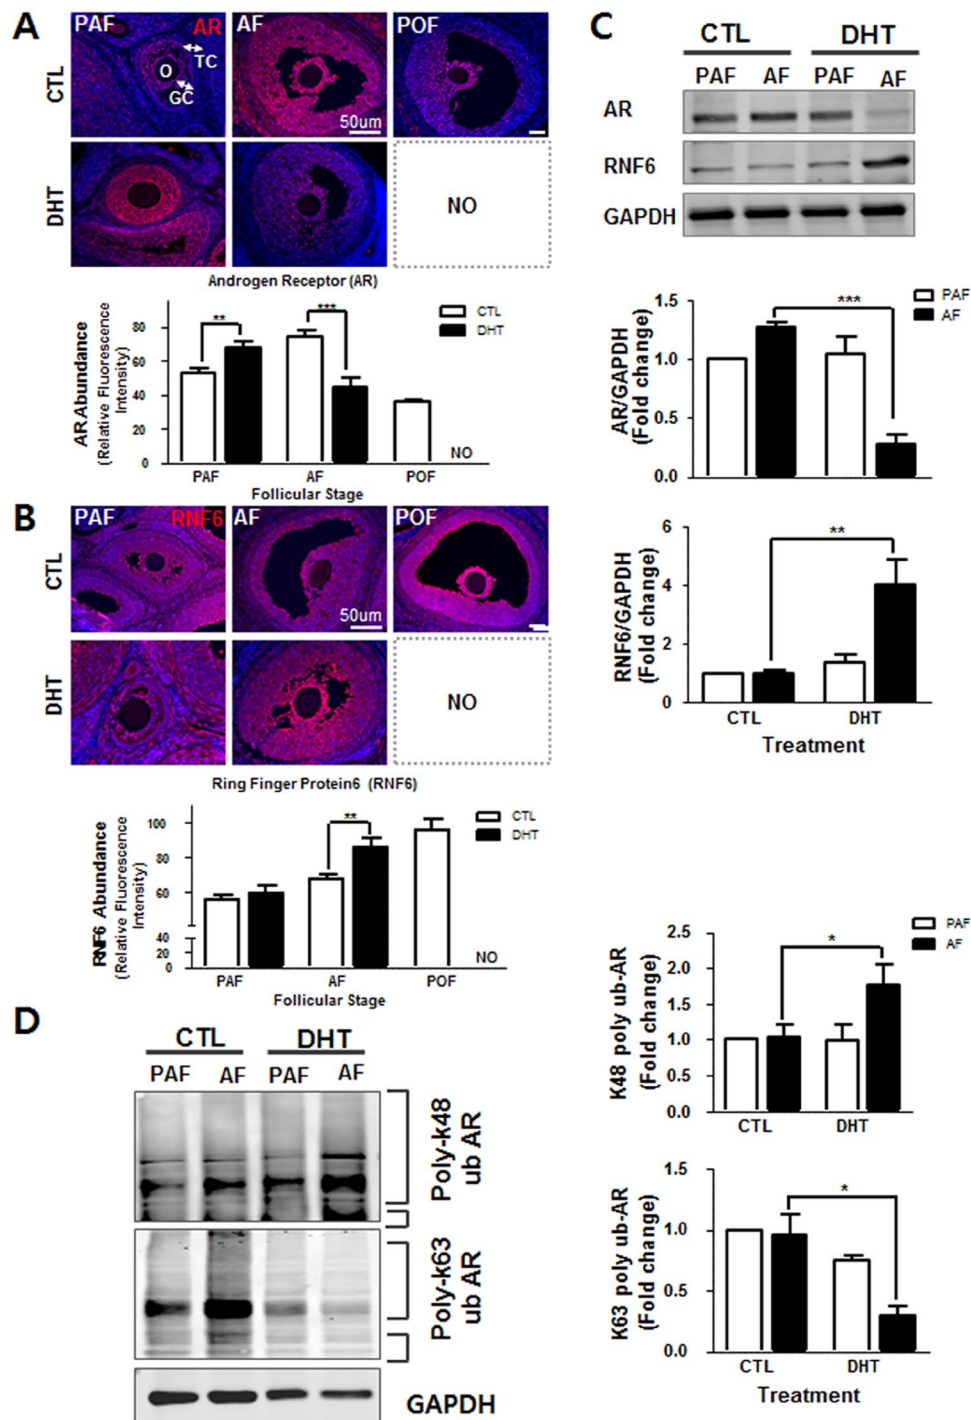 A
PAF
AR
AF
POF
CTL
TC
O
GC
50um
DHT
NO
Androgen Receptor (AR)
AR Abundance
(Relative Fluorescence
Intensity)
80
60
40
20
0
**
***
CTL
DHT
NO
PAF
AF
POF
Follicular Stage
B
PAF
RNF6
AF
POF
CTL
50um
DHT
NO
Ring Finger Protein6 (RNF6)
RNF6 Abundance
(Relative Fluorescence
Intensity)
100
80
60
40
20
0
**
CTL
DHT
NO
PAF
AF
POF
Follicular Stage
C
CTL
DHT
PAF
AF
PAF
AF
AR
RNF6
GAPDH
AR/GAPDH
(Fold change)
1.5
1.0
0.5
0.0
***
PAF
AF
RNF6/GAPDH
(Fold change)
6
4
2
0
**
CTL
DHT
Treatment
D
CTL
DHT
PAF
AF
PAF
AF
Poly-k48
ub AR
Poly-k63
ub AR
GAPDH
K48 poly ub-AR
(Fold change)
2.5
2.0
1.5
1.0
0.5
0.0
*
PAF
AF
CTL
DHT
K63 poly ub-AR
(Fold change)
1.5
1.0
0.5
0.0
*
CTL
DHT
Treatment